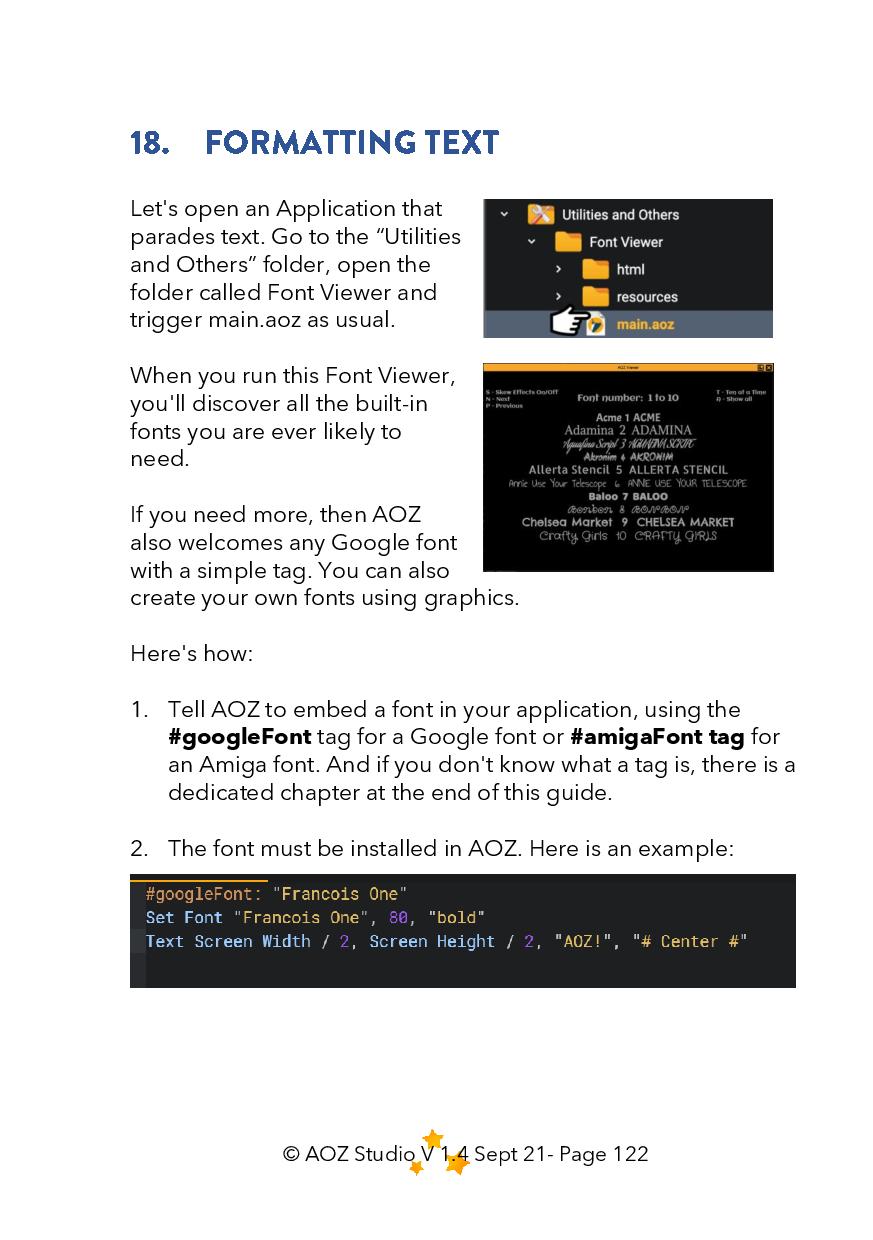 18. FORMATTING TEXT
Let's open an Application that
parades text. Go to the “Utilities
and Others” folder, open the
folder called Font Viewer and
trigger main.aoz as usual.
Utilities and Others
Font Viewer
html
resources
main.aoz
When you run this Font Viewer,
you'll discover all the built-in
fonts you are ever likely to
need.
AOZ Viewer
S - Skew Effects On/Off
N - Next
P - Previous
Font number: 1 to 10
T - Ten at a Time
A - Show all
Acme 1 ACME
Adamina 2 ADAMINA
Aguafina Script 3 AGUAFINA SCRIPT
Akronim 4 AKRONIM
Allerta Stencil 5 ALLERTA STENCIL
Annie Use Your Telescope 6 ANNIE USE YOUR TELESCOPE
Baloo 7 BALOO
Bonbon 8 BONBON
Chelsea Market 9 CHELSEA MARKET
Crafty Girls 10 CRAFTY GIRLS
If you need more, then AOZ
also welcomes any Google font
with a simple tag. You can also
create your own fonts using graphics.
Here's how:
1. Tell AOZ to embed a font in your application, using the
#googleFont tag for a Google font or #amigaFont tag for
an Amiga font. And if you don't know what a tag is, there is a
dedicated chapter at the end of this guide.
2. The font must be installed in AOZ. Here is an example:
#googleFont: "Francois One"
Set Font "Francois One", 80, "bold"
Text Screen Width / 2, Screen Height / 2, "AOZ!", "# Center #"
© AOZ Studio V 1.4 Sept 21- Page 122